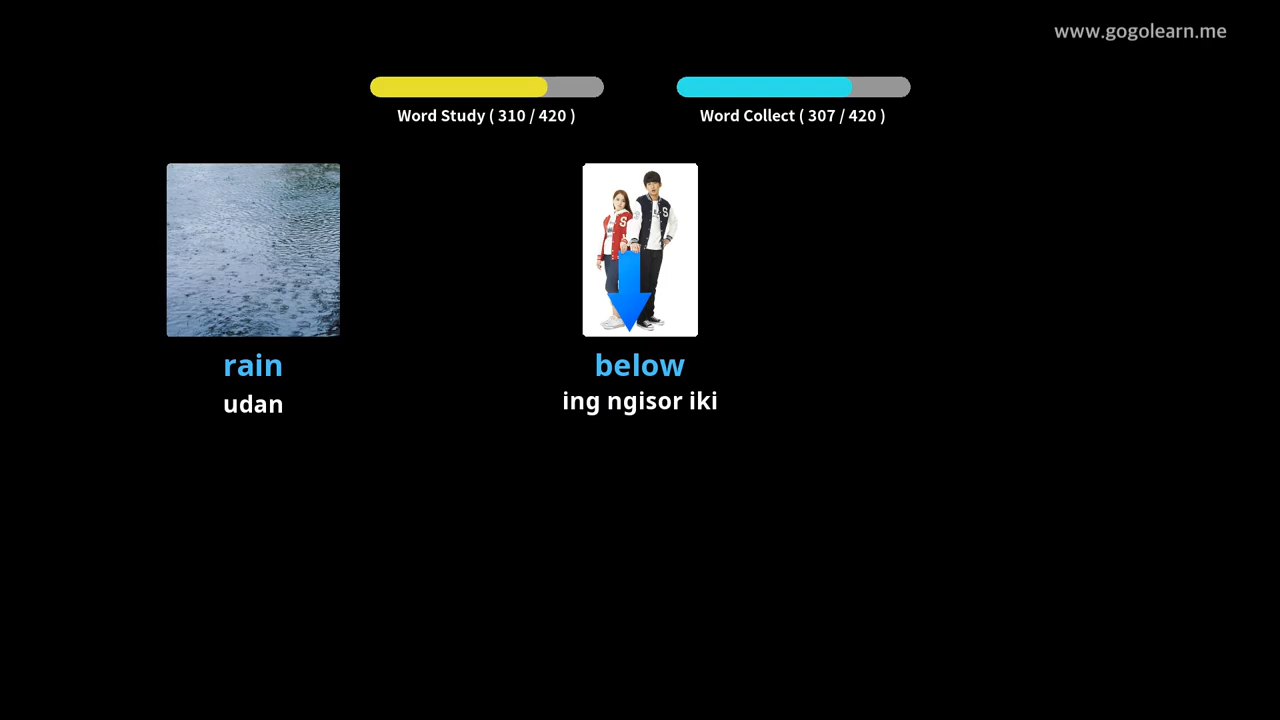 www.gogolearn.me
Word Study ( 310 / 420 )
Word Collect ( 307 / 420 )
S
S
rain
below
udan
ing ngisor iki